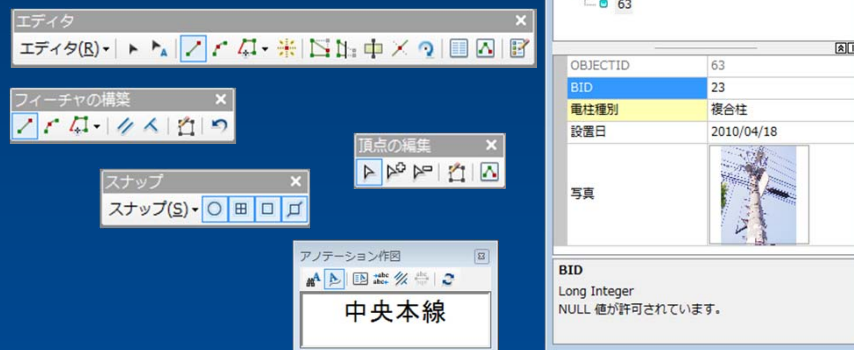 エディタ
エディタ(R)
フィーチャの構築
頂点の編集
スナップ
スナップ(S)
アノテーション作図
中央本線
63
OBJECTID 63
BID 23
電柱種別 複合柱
設置日 2010/04/18
写真
BID
Long Integer
NULL 値が許可されています。